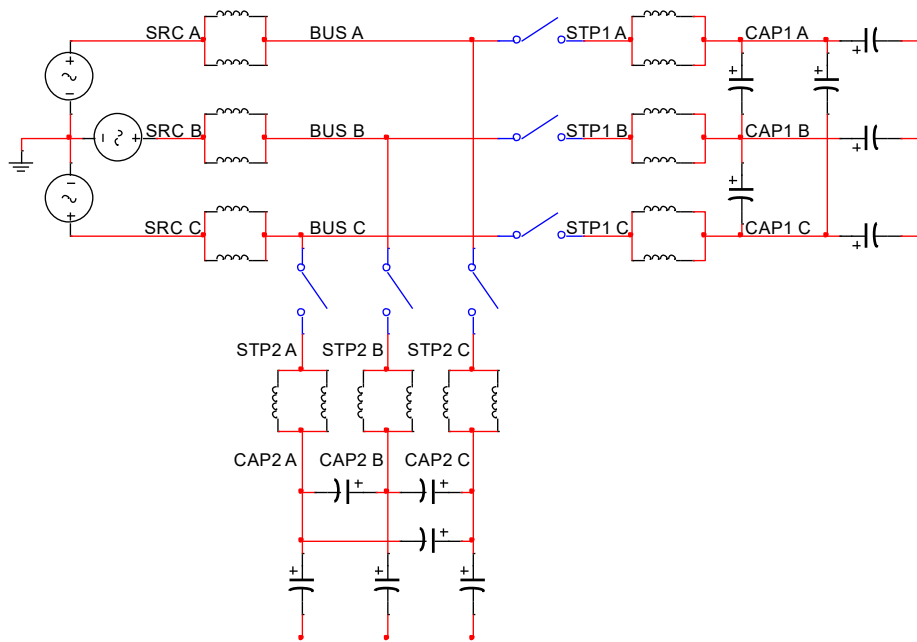 SRC A BUS A STP1 A CAP1 A
SRC B BUS B STP1 B CAP1 B
SRC C BUS C STP1 C CAP1 C
STP2 A STP2 B STP2 C
CAP2 A CAP2 B CAP2 C